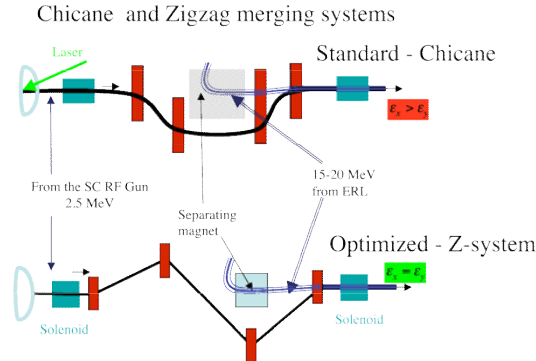 Chicane and Zigzag merging systems
Laser
Standard - Chicane
εx > εy
From the SC RF Gun
2.5 MeV
15-20 MeV
from ERL
Separating
magnet
Optimized - Z-system
εx = εy
Solenoid
Solenoid